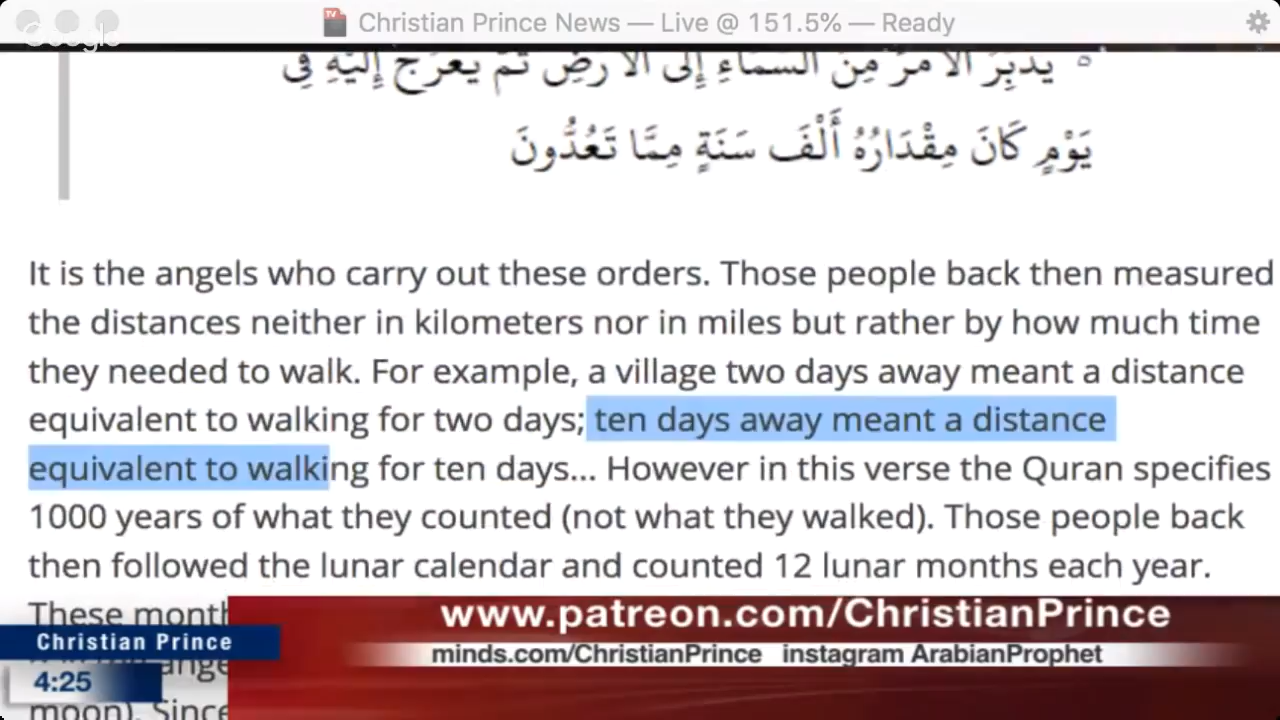 Christian Prince News — Live @ 151.5% — Ready
Google
يُدَبِّرُ الْأَمْرَ مِنَ السَّمَاءِ إِلَى الْأَرْضِ ثُمَّ يَعْرُجُ إِلَيْهِ فِي
يَوْمٍ كَانَ مِقْدَارُهُ أَلْفَ سَنَةٍ مِمَّا تَعُدُّونَ
It is the angels who carry out these orders. Those people back then measured
the distances neither in kilometers nor in miles but rather by how much time
they needed to walk. For example, a village two days away meant a distance
equivalent to walking for two days; ten days away meant a distance
equivalent to walking for ten days... However in this verse the Quran specifies
1000 years of what they counted (not what they walked). Those people back
then followed the lunar calendar and counted 12 lunar months each year.
These mont
www.patreon.com/ChristianPrince
Christian Prince
minds.com/ChristianPrince instagram ArabianProphet
4:25
moon). Since